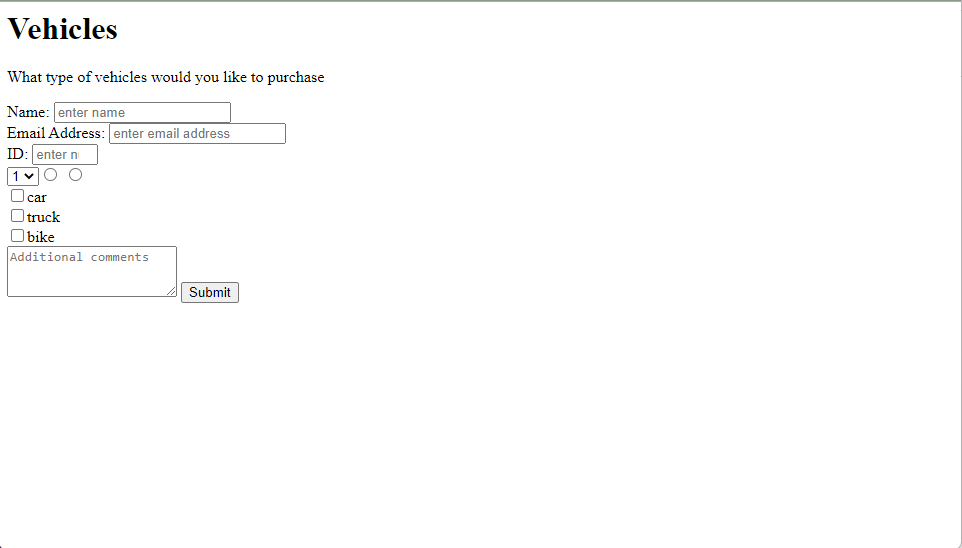 Vehicles
What type of vehicles would you like to purchase
Name: enter name
Email Address: enter email address
ID: enter n
1
car
truck
bike
Additional comments
Submit